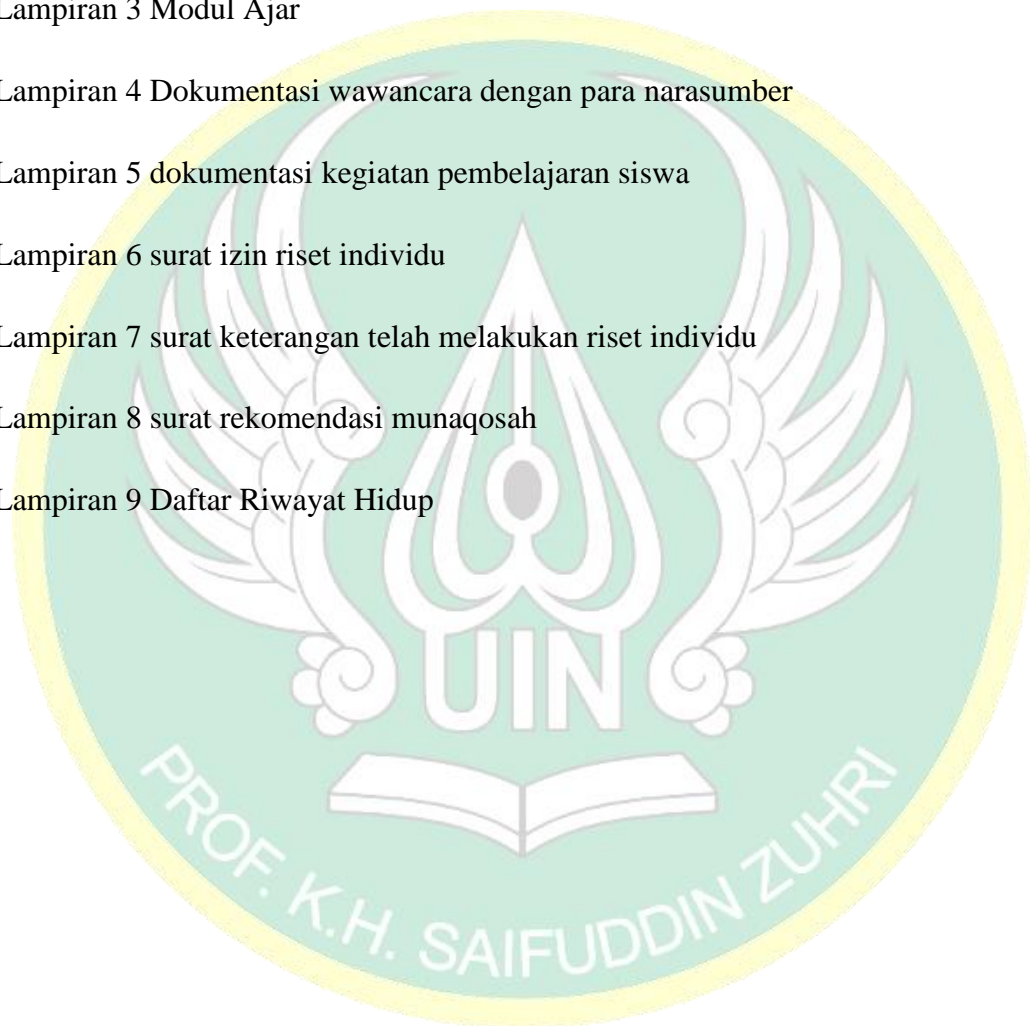 Lampiran 3 Modul Ajar
Lampiran 4 Dokumentasi wawancara dengan para narasumber
Lampiran 5 dokumentasi kegiatan pembelajaran siswa
Lampiran 6 surat izin riset individu
Lampiran 7 surat keterangan telah melakukan riset individu
Lampiran 8 surat rekomendasi munaqosah
Lampiran 9 Daftar Riwayat Hidup
UIN
PROF. K.H. SAIFUDDIN ZUHRI